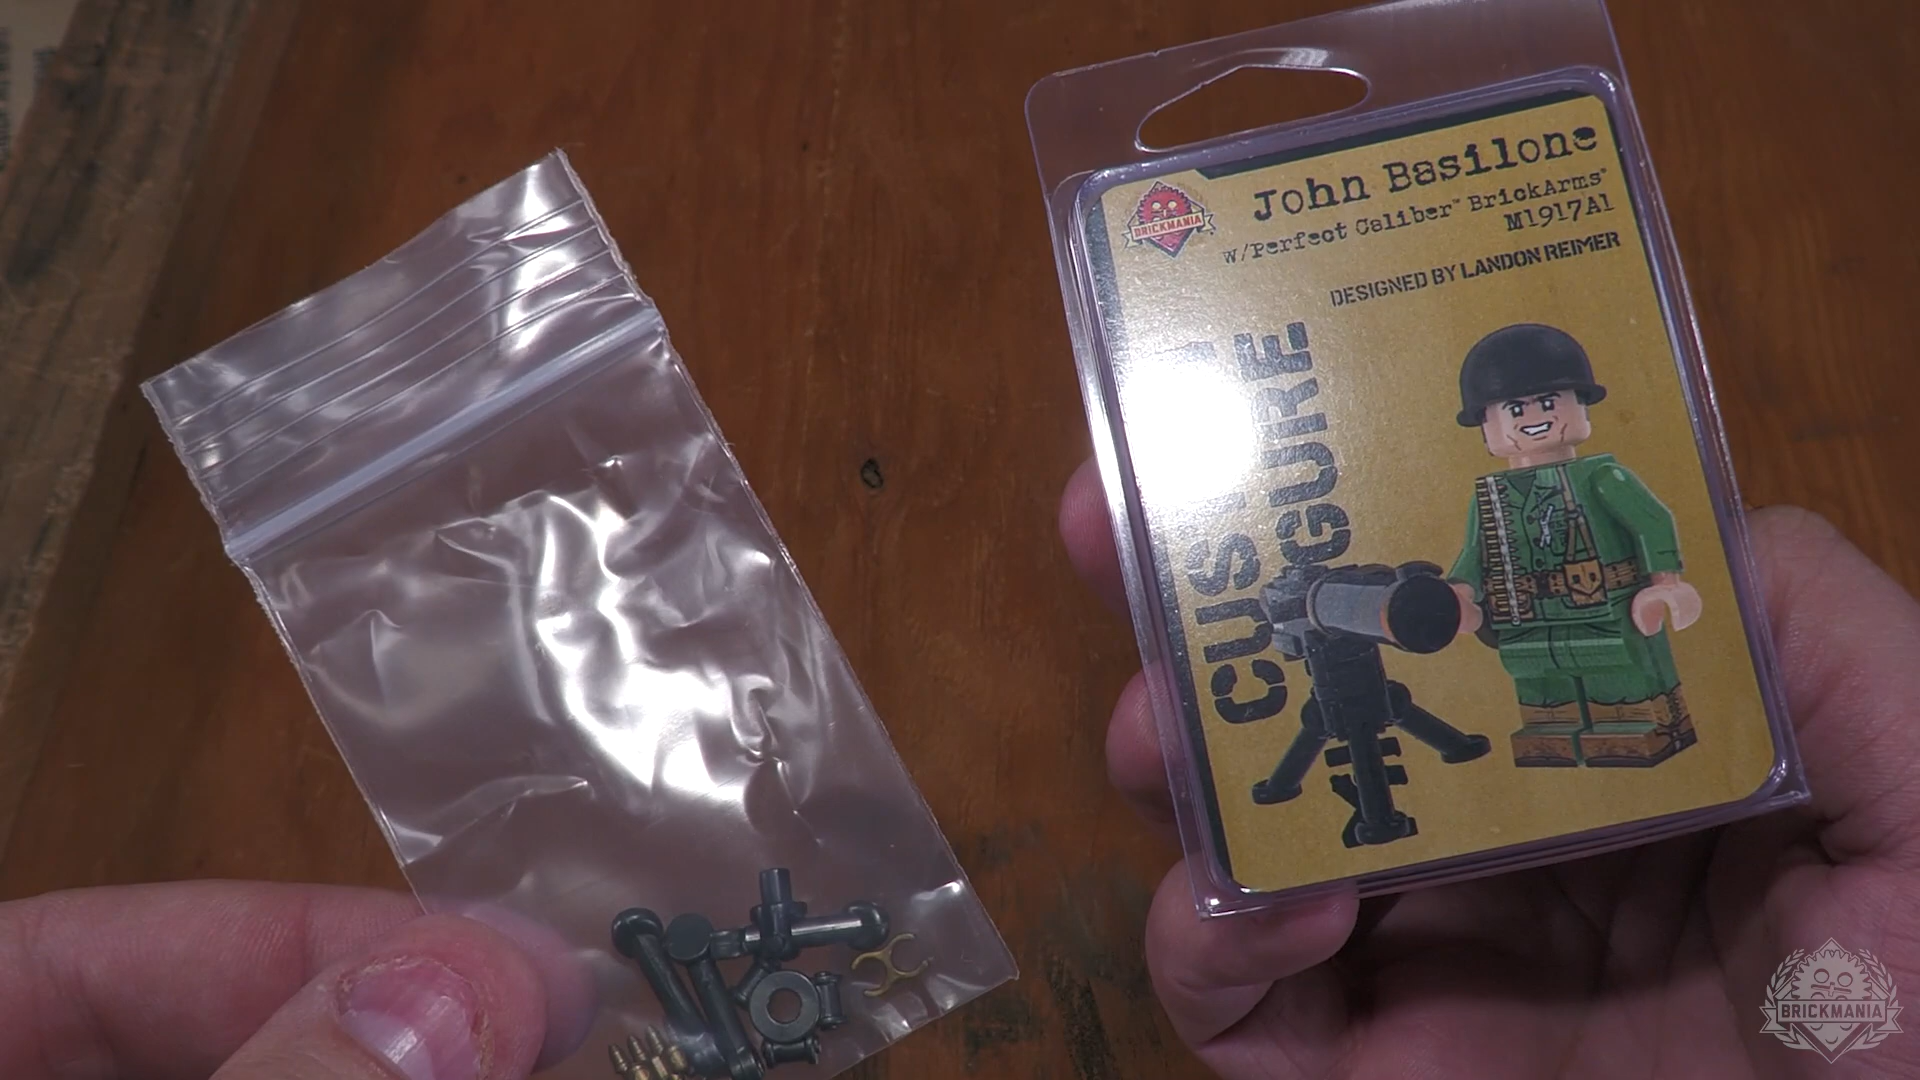 John Basilone
w/Perfect Caliber™ BrickArms®
M1917A1
DESIGNED BY LANDON REIMER
BRICKMANIA
BRICKMANIA